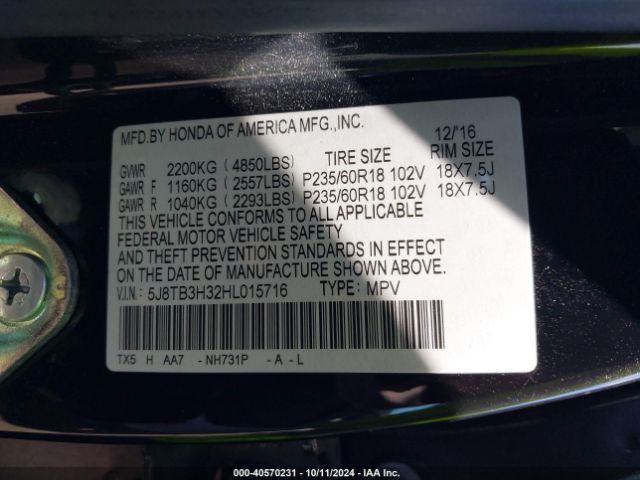 MFD.BY HONDA OF AMERICA MFG.,INC. 12/'16
TIRE SIZE RIM SIZE
GVWR 2200KG (4850LBS)
GAWR F 1160KG (2557LBS) P235/60R18 102V 18X7.5J
GAWR R 1040KG (2293LBS) P235/60R18 102V 18X7.5J
THIS VEHICLE CONFORMS TO ALL APPLICABLE
FEDERAL MOTOR VEHICLE SAFETY
AND THEFT PREVENTION STANDARDS IN EFFECT
ON THE DATE OF MANUFACTURE SHOWN ABOVE.
V.I.N.: 5J8TB3H32HL015716 TYPE: MPV
TX5 H AA7 -NH731P -A-L
000-40570231 - 10/11/2024 - IAA Inc.